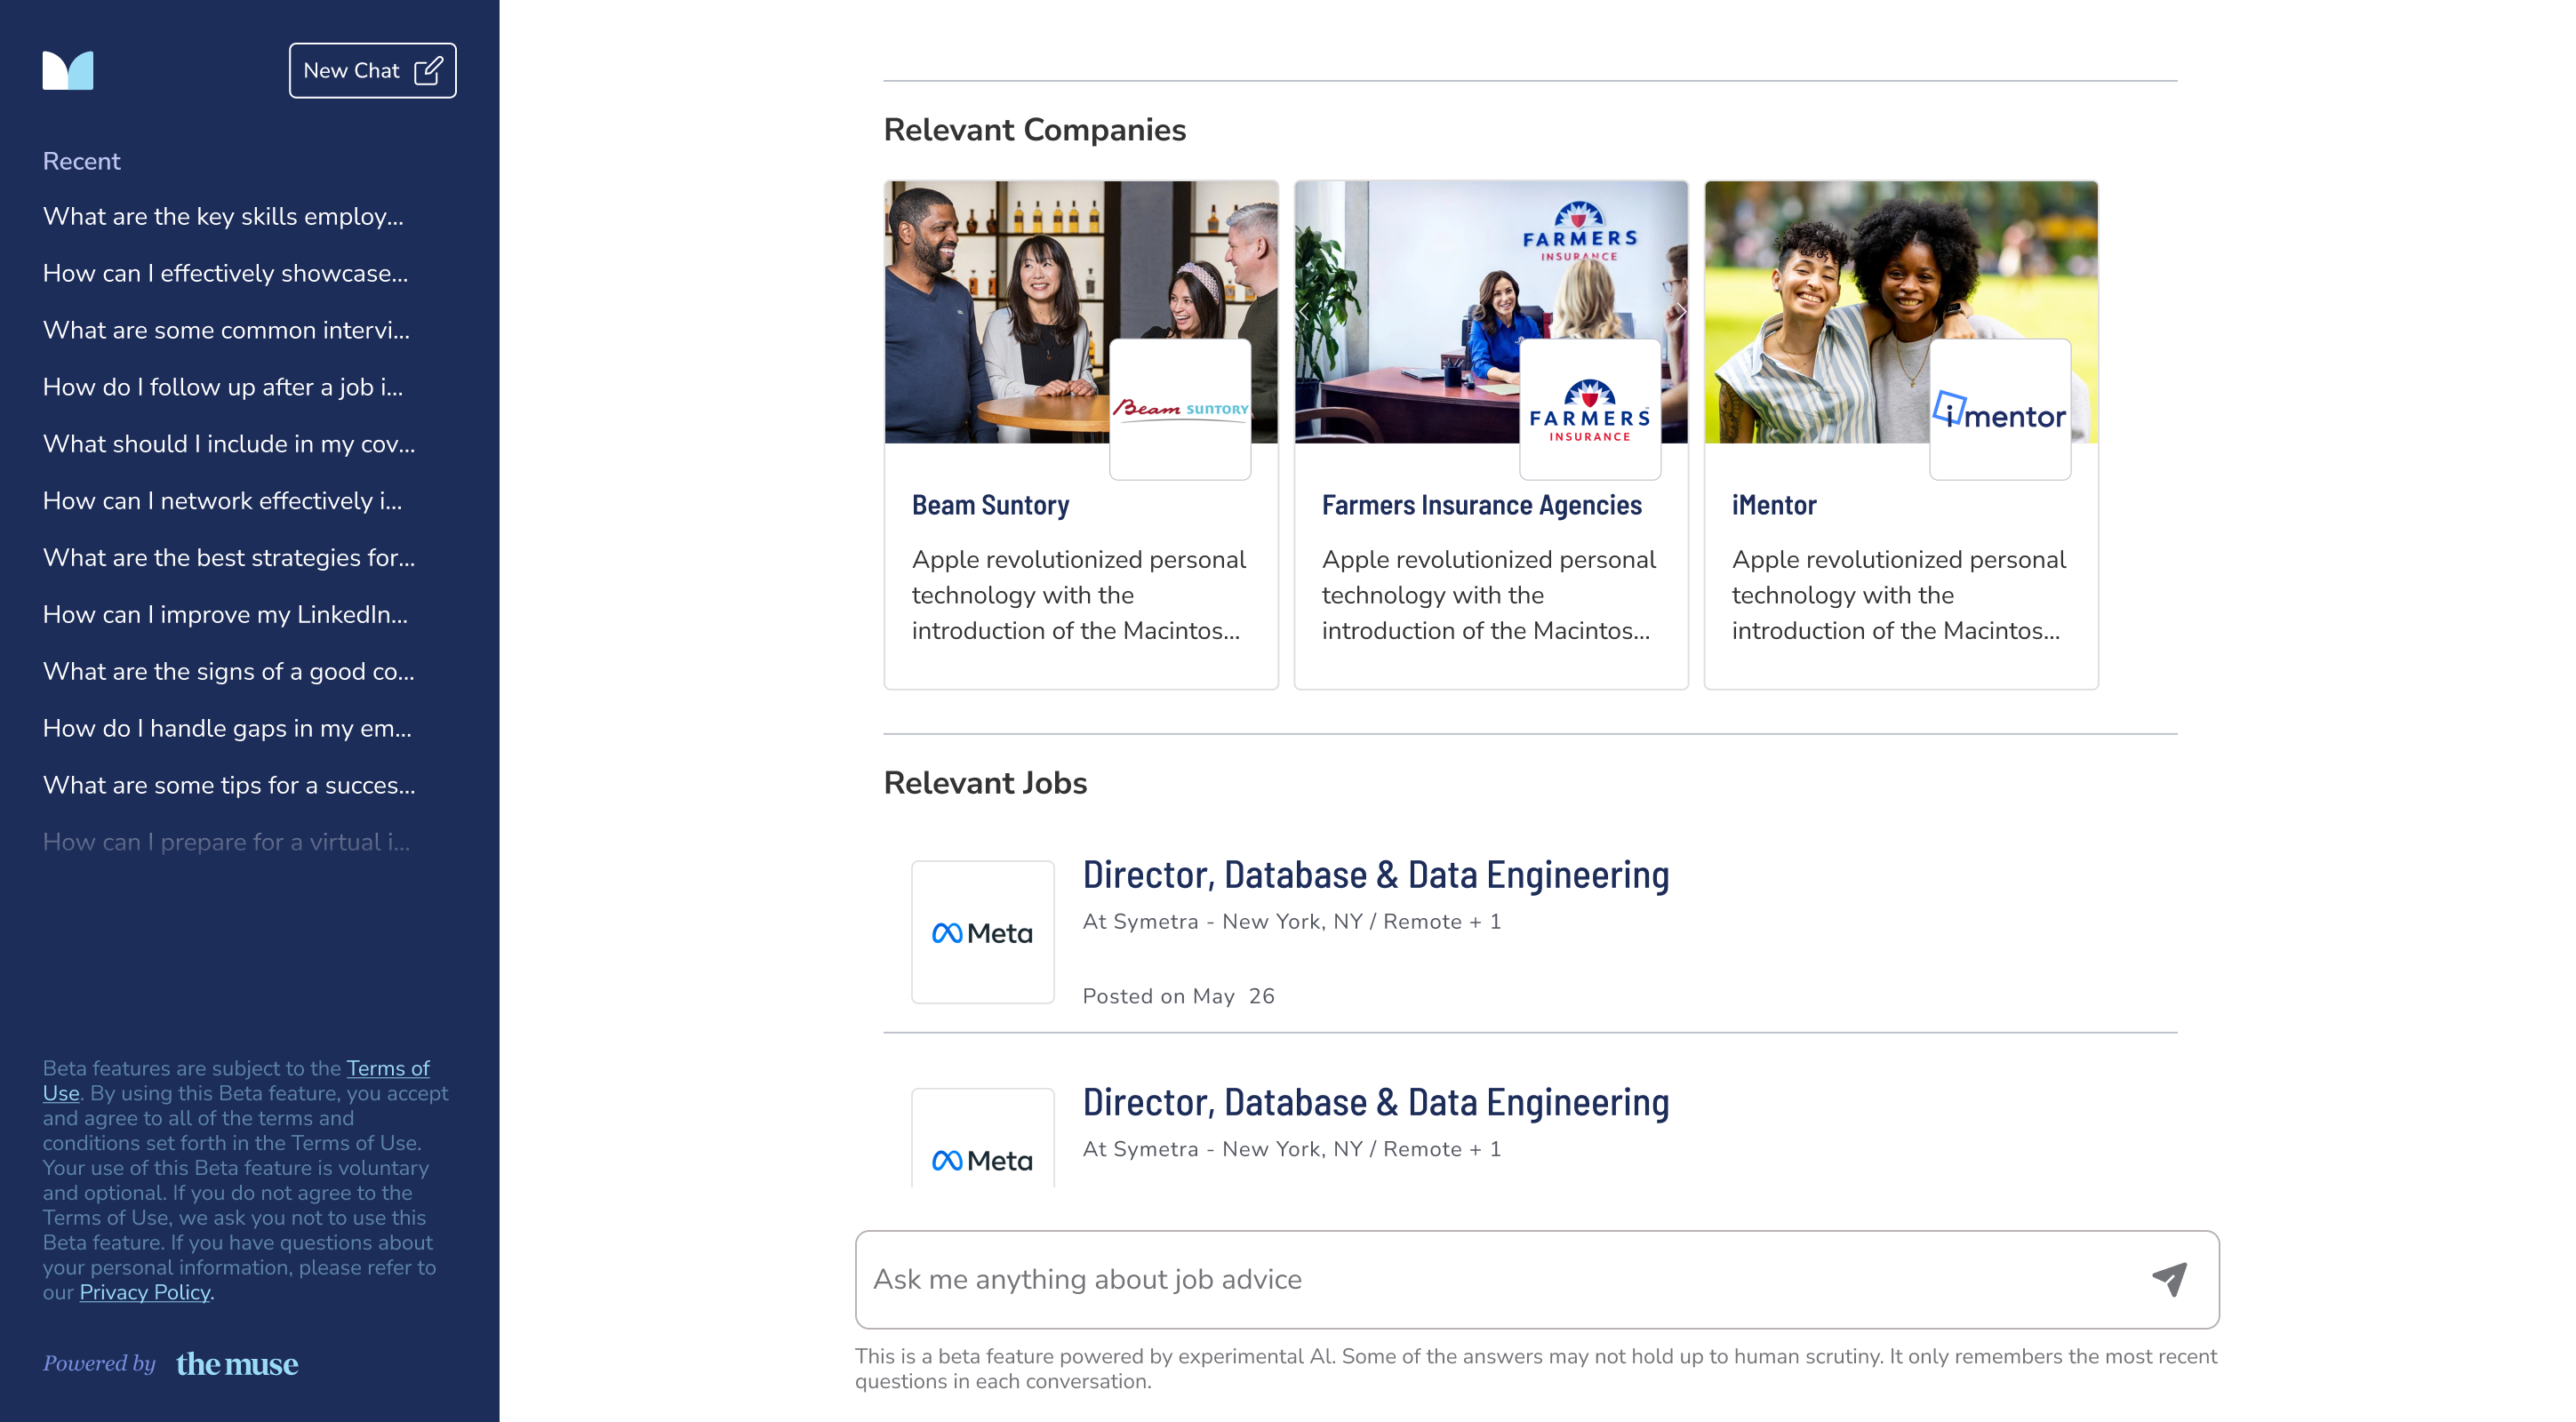 New Chat
Recent
What are the key skills employ...
How can I effectively showcase...
What are some common intervi...
How do I follow up after a job i...
What should I include in my cov...
How can I network effectively i...
What are the best strategies for...
How can I improve my LinkedIn...
What are the signs of a good co...
How do I handle gaps in my em...
What are some tips for a succes...
How can I prepare for a virtual i...
Beta features are subject to the Terms of
Use. By using this Beta feature, you accept
and agree to all of the terms and
conditions set forth in the Terms of Use.
Your use of this Beta feature is voluntary
and optional. If you do not agree to the
Terms of Use, we ask you not to use this
Beta feature. If you have questions about
your personal information, please refer to
our Privacy Policy.
Powered by the muse
Relevant Companies
Beam SUNTORY
Beam Suntory
Apple revolutionized personal
technology with the
introduction of the Macintos...
FARMERS
INSURANCE
FARMERS
INSURANCE
Farmers Insurance Agencies
Apple revolutionized personal
technology with the
introduction of the Macintos...
imentor
iMentor
Apple revolutionized personal
technology with the
introduction of the Macintos...
Relevant Jobs
Meta
Director, Database & Data Engineering
At Symetra - New York, NY / Remote + 1
Posted on May  26
Meta
Director, Database & Data Engineering
At Symetra - New York, NY / Remote + 1
Ask me anything about job advice
This is a beta feature powered by experimental AI. Some of the answers may not hold up to human scrutiny. It only remembers the most recent
questions in each conversation.